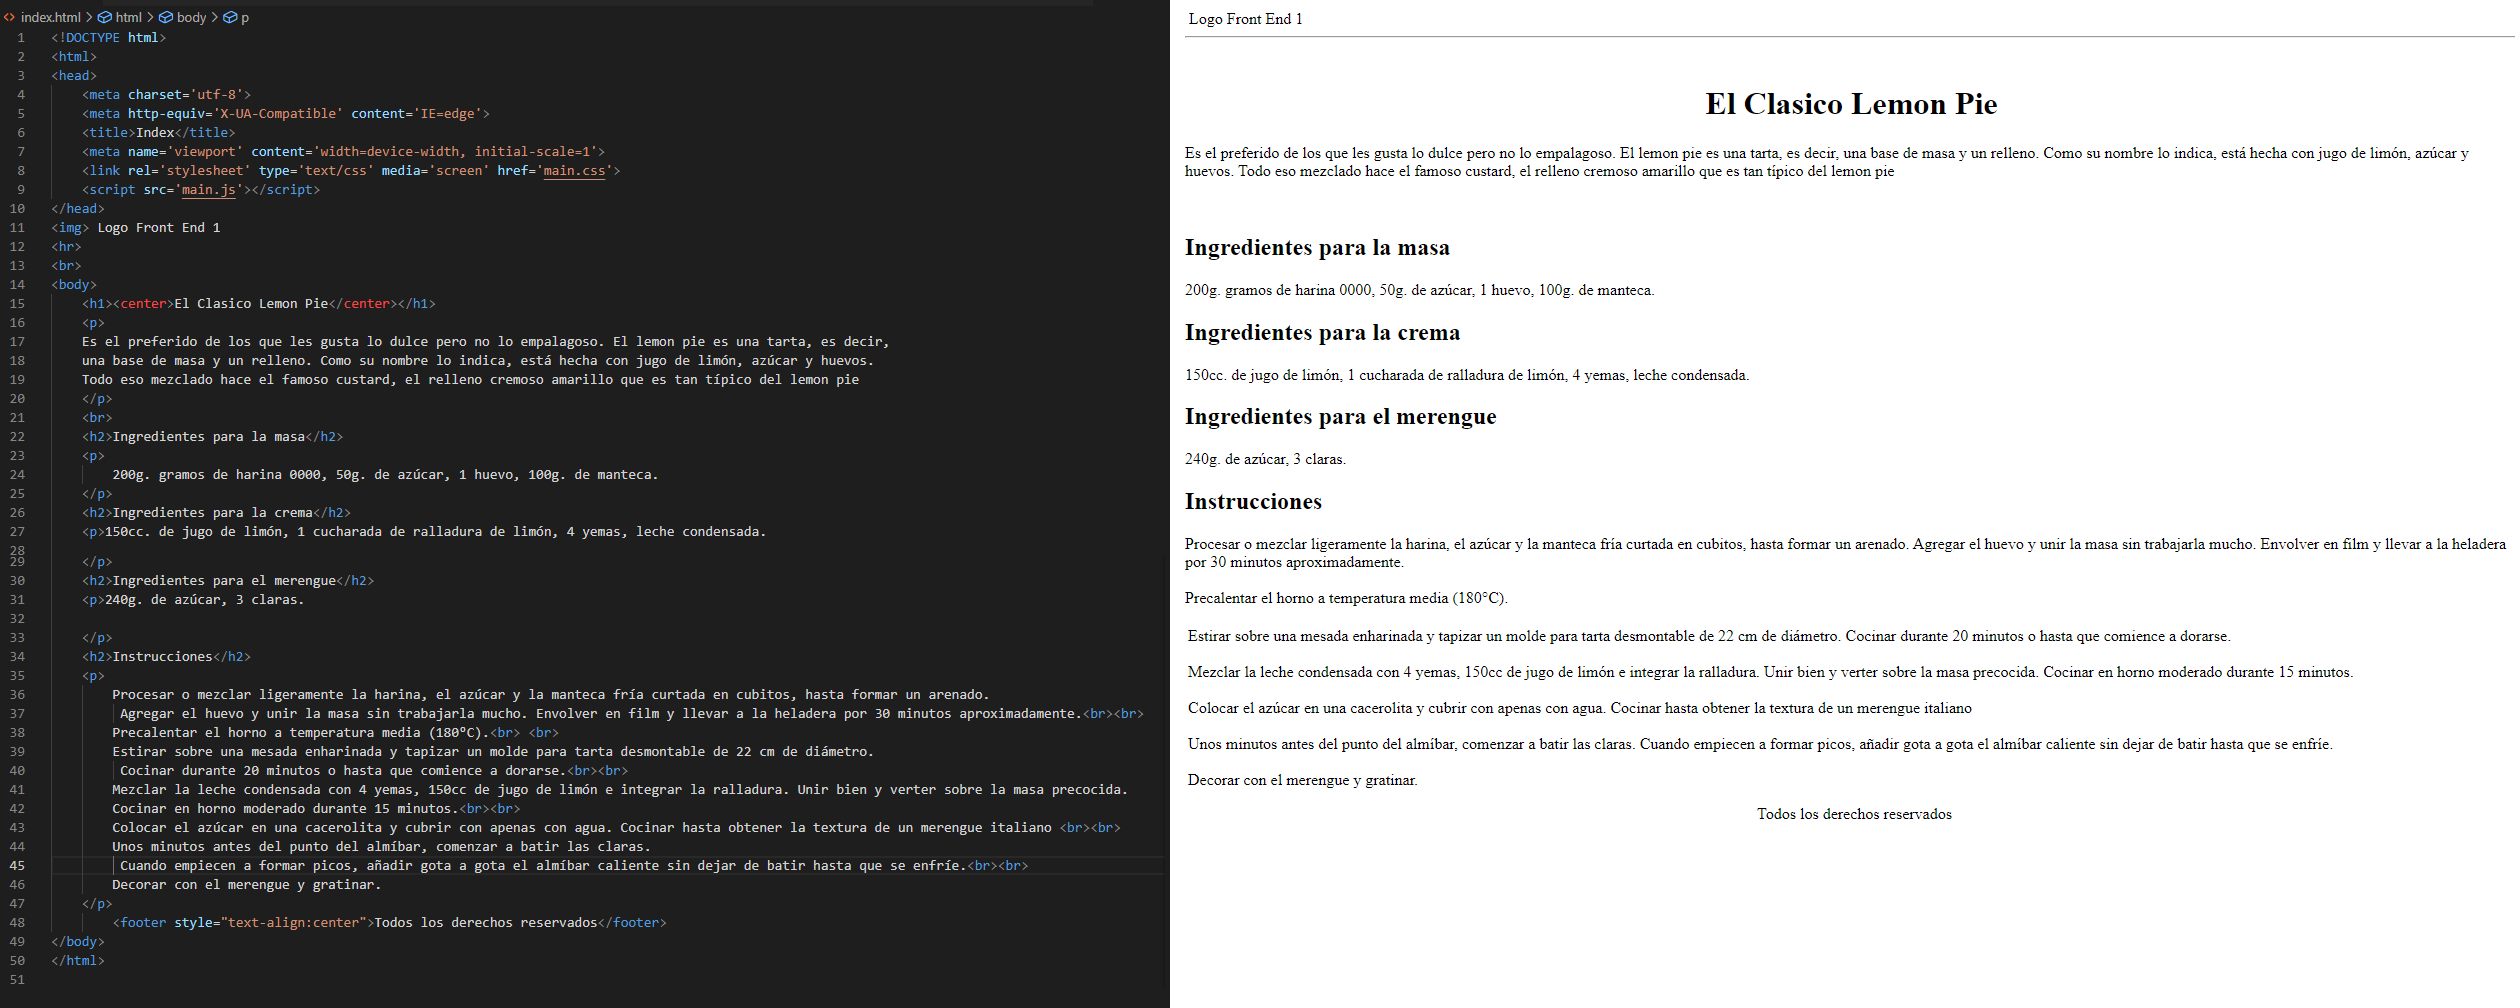 index.html > html > body > p
1 <!DOCTYPE html>
2 <html>
3 <head>
4 <meta charset='utf-8'>
5 <meta http-equiv='X-UA-Compatible' content='IE=edge'>
6 <title>Index</title>
7 <meta name='viewport' content='width=device-width, initial-scale=1'>
8 <link rel='stylesheet' type='text/css' media='screen' href='main.css'>
9 <script src='main.js'></script>
10 </head>
11 <img> Logo Front End 1
12 <hr>
13 <br>
14 <body>
15 <h1><center>El Clasico Lemon Pie</center></h1>
16 <p>
17 Es el preferido de los que les gusta lo dulce pero no lo empalagoso. El lemon pie es una tarta, es decir,
18 una base de masa y un relleno. Como su nombre lo indica, está hecha con jugo de limón, azúcar y huevos.
19 Todo eso mezclado hace el famoso custard, el relleno cremoso amarillo que es tan típico del lemon pie
20 </p>
21 <br>
22 <h2>Ingredientes para la masa</h2>
23 <p>
24 200g. gramos de harina 0000, 50g. de azúcar, 1 huevo, 100g. de manteca.
25 </p>
26 <h2>Ingredientes para la crema</h2>
27 <p>150cc. de jugo de limón, 1 cucharada de ralladura de limón, 4 yemas, leche condensada.
28
29 </p>
30 <h2>Ingredientes para el merengue</h2>
31 <p>240g. de azúcar, 3 claras.
32
33 </p>
34 <h2>Instrucciones</h2>
35 <p>
36 Procesar o mezclar ligeramente la harina, el azúcar y la manteca fría curtada en cubitos, hasta formar un arenado.
37 Agregar el huevo y unir la masa sin trabajarla mucho. Envolver en film y llevar a la heladera por 30 minutos aproximadamente.<br><br>
38 Precalentar el horno a temperatura media (180°C).<br> <br>
39 Estirar sobre una mesada enharinada y tapizar un molde para tarta desmontable de 22 cm de diámetro.
40 Cocinar durante 20 minutos o hasta que comience a dorarse.<br><br>
41 Mezclar la leche condensada con 4 yemas, 150cc de jugo de limón e integrar la ralladura. Unir bien y verter sobre la masa precocida.
42 Cocinar en horno moderado durante 15 minutos.<br><br>
43 Colocar el azúcar en una cacerolita y cubrir con apenas con agua. Cocinar hasta obtener la textura de un merengue italiano <br><br>
44 Unos minutos antes del punto del almíbar, comenzar a batir las claras.
45 Cuando empiecen a formar picos, añadir gota a gota el almíbar caliente sin dejar de batir hasta que se enfríe.<br><br>
46 Decorar con el merengue y gratinar.
47 </p>
48 <footer style="text-align:center">Todos los derechos reservados</footer>
49 </body>
50 </html>
51
Logo Front End 1
El Clasico Lemon Pie
Es el preferido de los que les gusta lo dulce pero no lo empalagoso. El lemon pie es una tarta, es decir, una base de masa y un relleno. Como su nombre lo indica, está hecha con jugo de limón, azúcar y
huevos. Todo eso mezclado hace el famoso custard, el relleno cremoso amarillo que es tan típico del lemon pie
Ingredientes para la masa
200g. gramos de harina 0000, 50g. de azúcar, 1 huevo, 100g. de manteca.
Ingredientes para la crema
150cc. de jugo de limón, 1 cucharada de ralladura de limón, 4 yemas, leche condensada.
Ingredientes para el merengue
240g. de azúcar, 3 claras.
Instrucciones
Procesar o mezclar ligeramente la harina, el azúcar y la manteca fría curtada en cubitos, hasta formar un arenado. Agregar el huevo y unir la masa sin trabajarla mucho. Envolver en film y llevar a la heladera
por 30 minutos aproximadamente.
Precalentar el horno a temperatura media (180°C).
Estirar sobre una mesada enharinada y tapizar un molde para tarta desmontable de 22 cm de diámetro. Cocinar durante 20 minutos o hasta que comience a dorarse.
Mezclar la leche condensada con 4 yemas, 150cc de jugo de limón e integrar la ralladura. Unir bien y verter sobre la masa precocida. Cocinar en horno moderado durante 15 minutos.
Colocar el azúcar en una cacerolita y cubrir con apenas con agua. Cocinar hasta obtener la textura de un merengue italiano
Unos minutos antes del punto del almíbar, comenzar a batir las claras. Cuando empiecen a formar picos, añadir gota a gota el almíbar caliente sin dejar de batir hasta que se enfríe.
Decorar con el merengue y gratinar.
Todos los derechos reservados